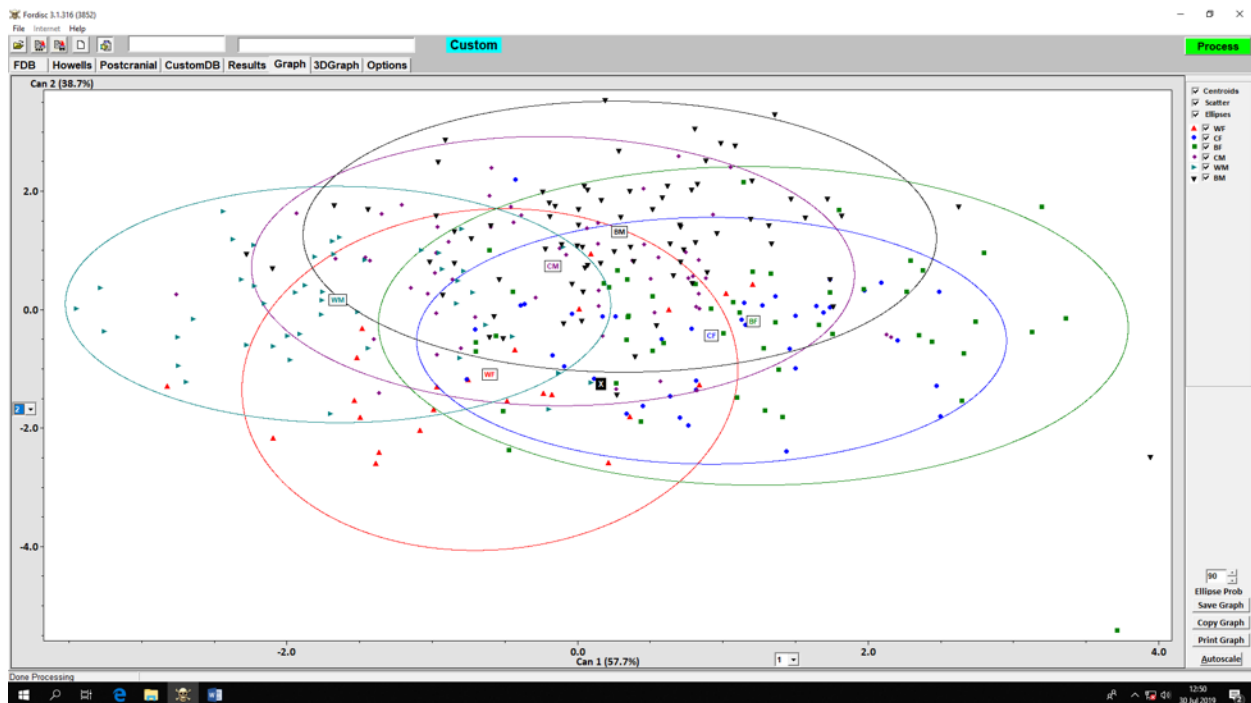 Fordisc 3.1.316 (3852)
File Internet Help
Custom
Process
FDB Howells Postcranial CustomDB Results Graph 3DGraph Options
Can 2 (38.7%)
Centroids
Scatter
Ellipses
WF
CF
BF
CM
WM
BM
2.0
0.0
-2.0
-4.0
BM
CM
WM
BF
CF
WF
X
2
-2.0 0.0 2.0 4.0
Can 1 (57.7%)
1
90
Ellipse Prob
Save Graph
Copy Graph
Print Graph
Autoscale
Done Processing
12:50
30 Jul 2019